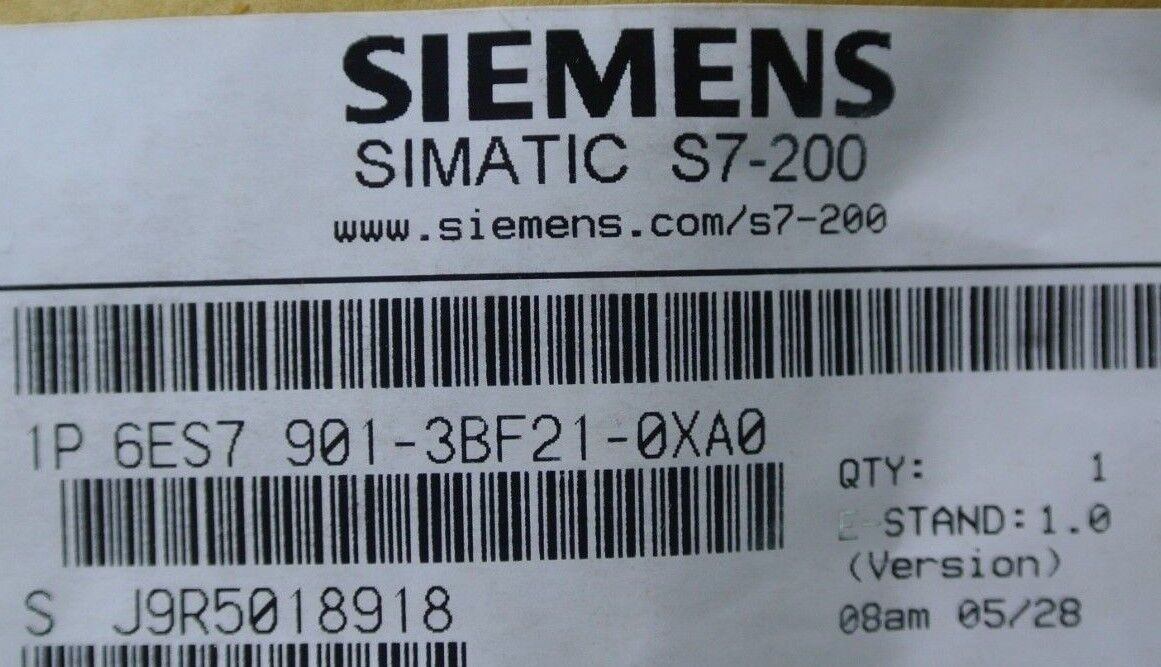 SIEMENS
SIMATIC S7-200
www.siemens.com/s7-200
1P 6ES7 901-3BF21-0XA0
QTY: 1
E-STAND:1.0
(Version)
S J9R5018918
08am 05/28